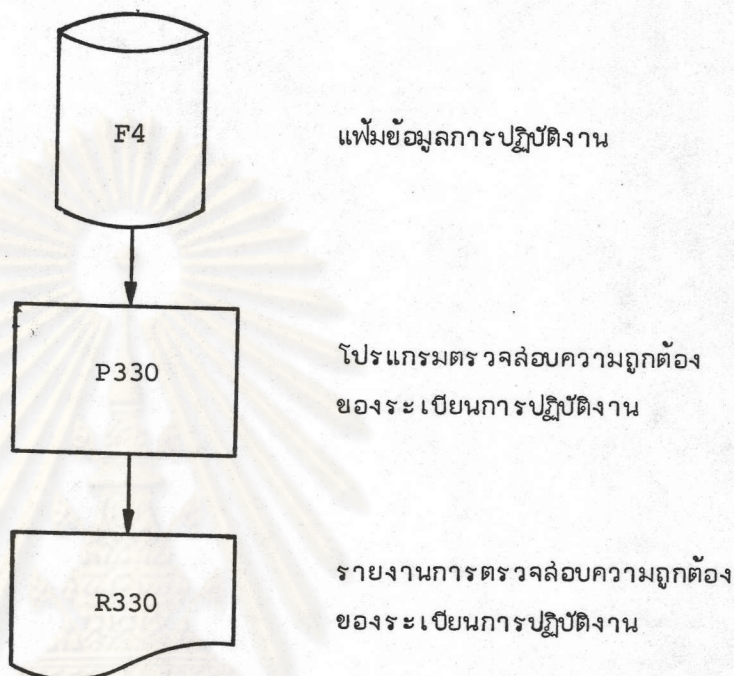 F4
แฟ้มข้อมูลการปฏิบัติงาน
P330
โปรแกรมตรวจสอบความถูกต้อง
ของระเบียนการปฏิบัติงาน
R330
รายงานการตรวจสอบความถูกต้อง
ของระเบียนการปฏิบัติงาน